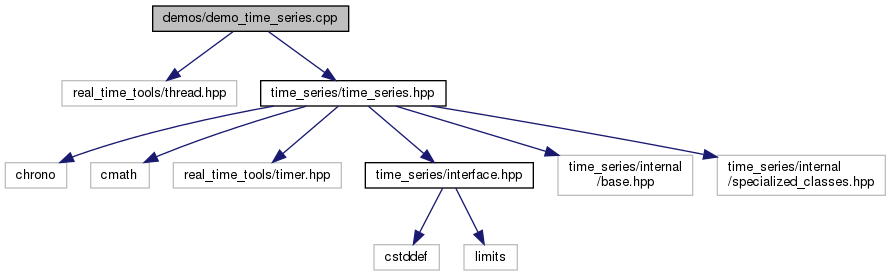 demos/demo_time_series.cpp
real_time_tools/thread.hpp
time_series/time_series.hpp
chrono
cmath
real_time_tools/timer.hpp
time_series/interface.hpp
time_series/internal
/base.hpp
time_series/internal
/specialized_classes.hpp
cstddef
limits